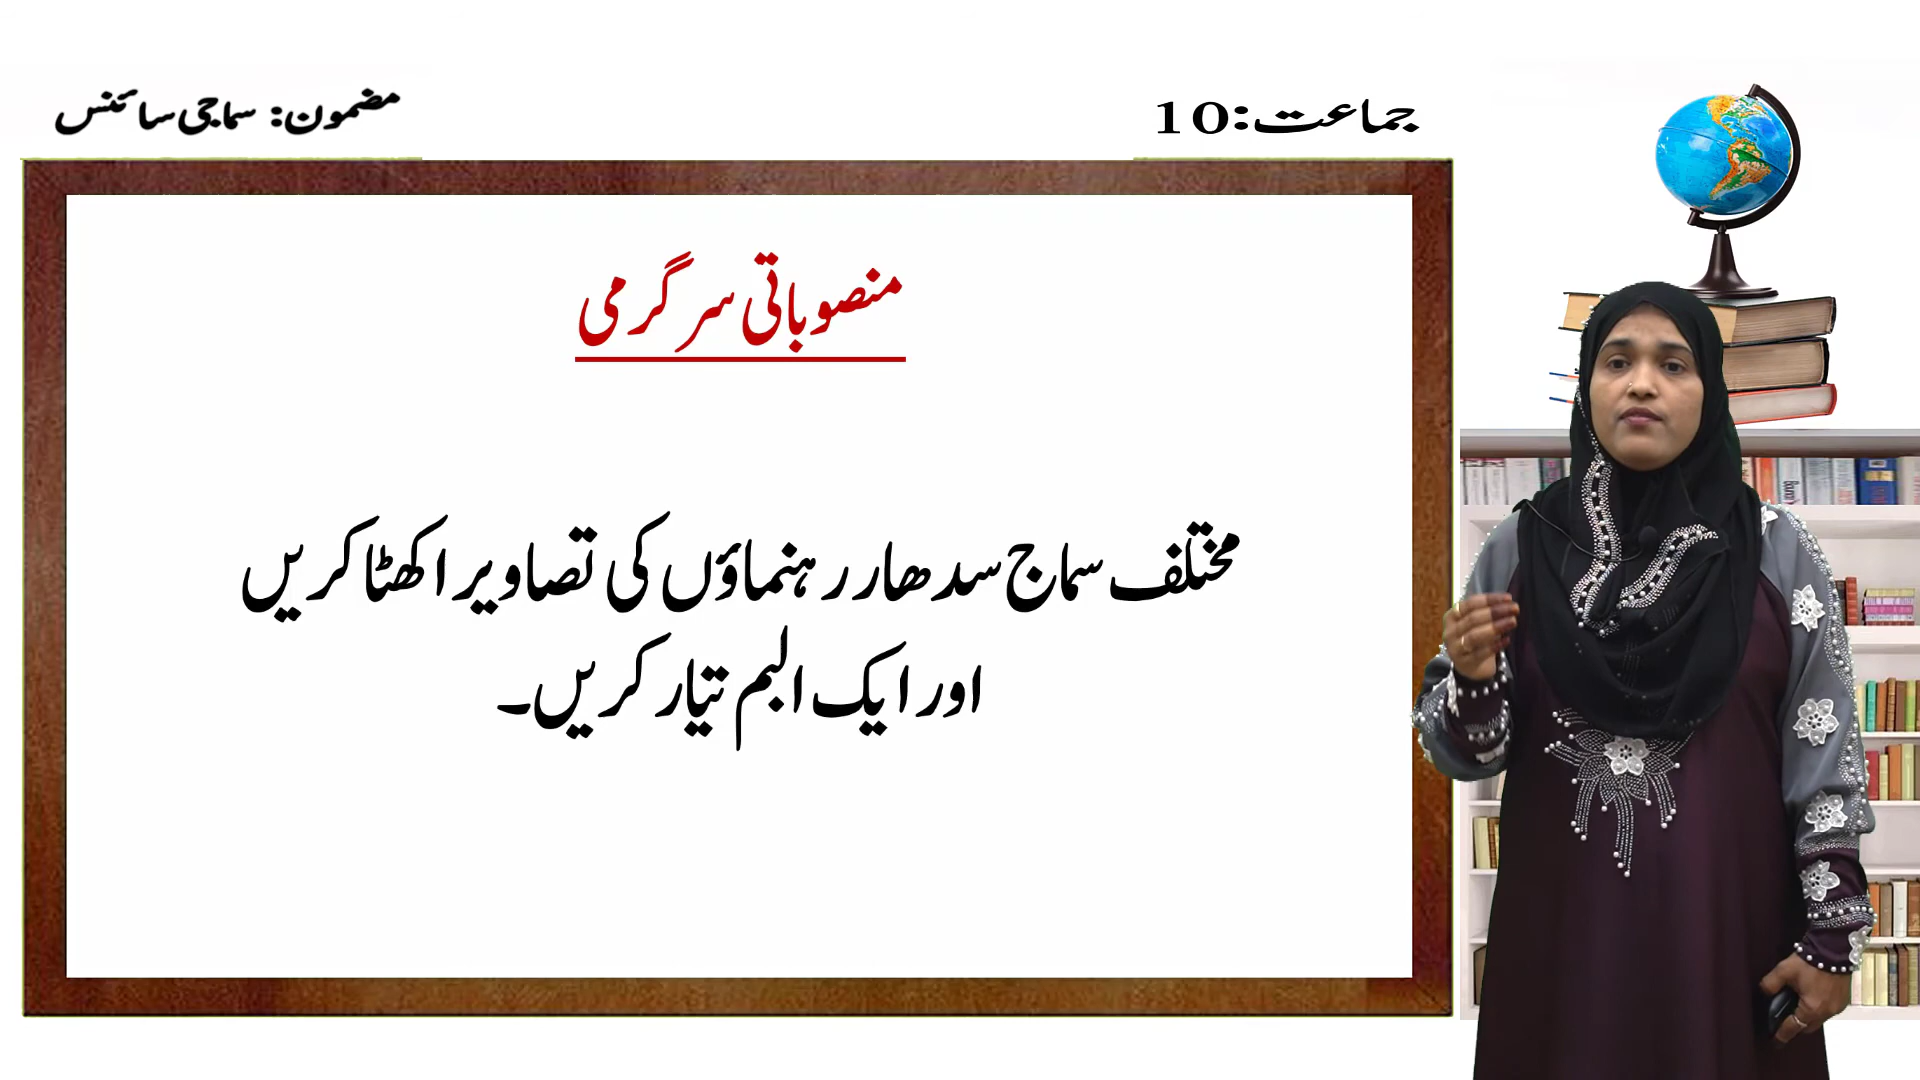 جماعت:10
مضمون: سماجی سائنس
منصوباتی سرگرمی
مختلف سماج سدھار رہنماؤں کی تصاویر اکھٹا کریں
اور ایک البم تیار کریں۔